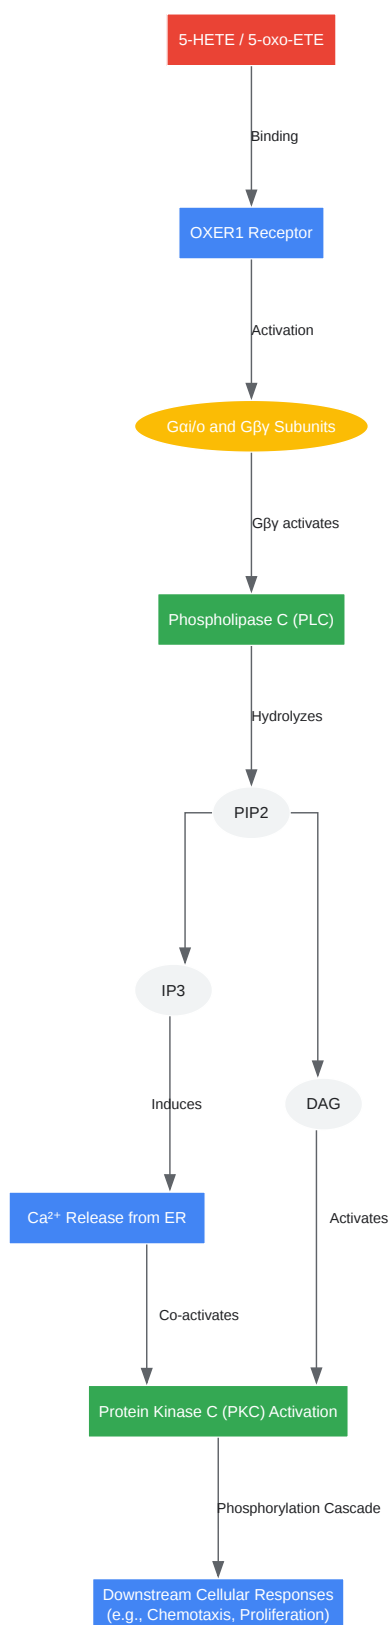 5-HETE / 5-oxo-ETE
Binding
OXER1 Receptor
Activation
Gαi/o and Gβγ Subunits
Gβγ activates
Phospholipase C (PLC)
Hydrolyzes
PIP2
IP3
DAG
Induces
Ca²⁺ Release from ER
Activates
Co-activates
Protein Kinase C (PKC) Activation
Phosphorylation Cascade
Downstream Cellular Responses
(e.g., Chemotaxis, Proliferation)